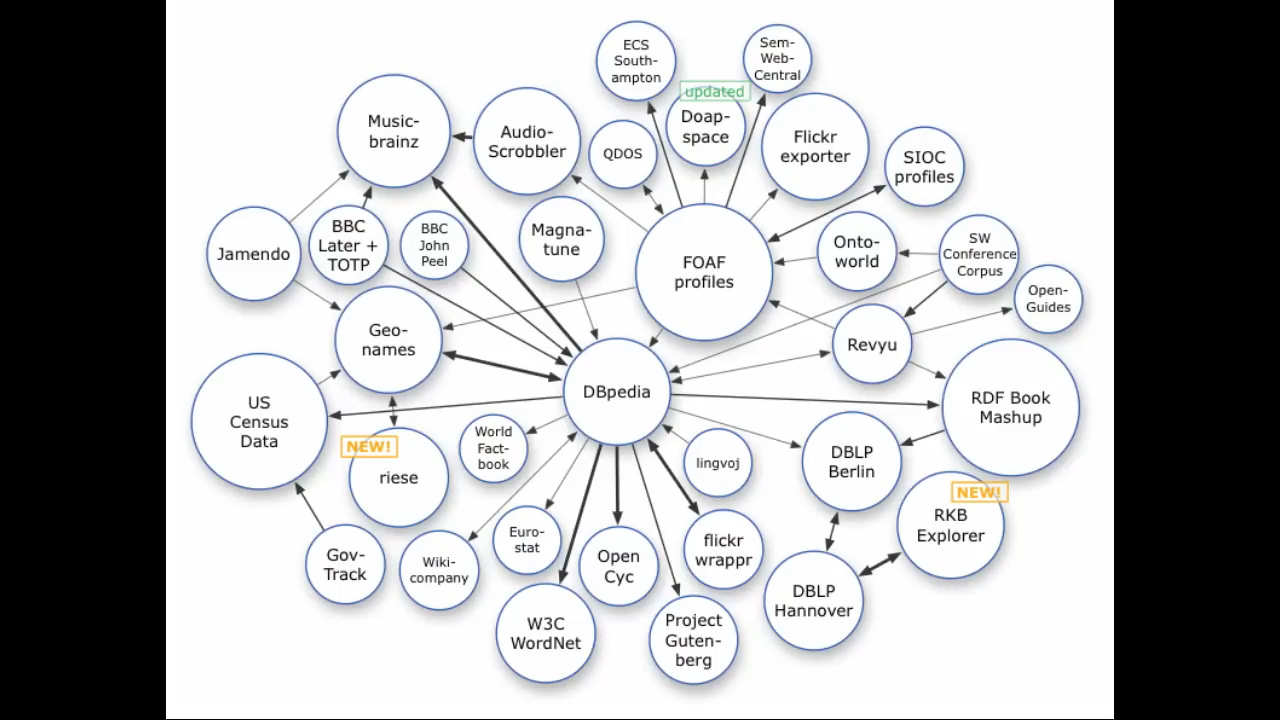 ECS
South-
ampton
Sem-
Web-
Central
updated
Doap-
space
Music-
brainz
Audio-
Scrobbler
QDOS
Flickr
exporter
SIOC
profiles
Jamendo
BBC
Later +
TOTP
BBC
John
Peel
Magna-
tune
FOAF
profiles
Onto-
world
SW
Conference
Corpus
Open-
Guides
Geo-
names
Revyu
DBpedia
US
Census
Data
RDF Book
Mashup
NEW!
riese
World
Fact-
book
lingvoj
DBLP
Berlin
NEW!
RKB
Explorer
Gov-
Track
Wiki-
company
Euro-
stat
Open
Cyc
flickr
wrappr
DBLP
Hannover
W3C
WordNet
Project
Guten-
berg